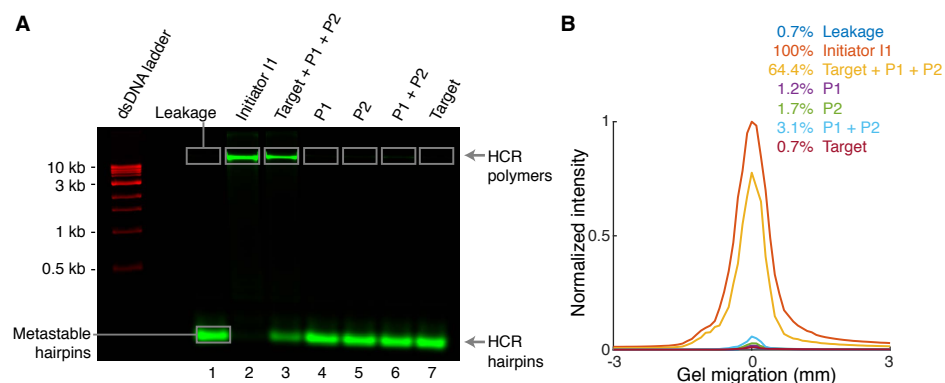 A
dsDNA ladder
Leakage
Initiator I1
Target + P1 + P2
P1
P2
P1 + P2
Target
10 kb -
3 kb -
1 kb -
0.5 kb -
HCR
polymers
Metastable
hairpins
HCR
hairpins
1 2 3 4 5 6 7
B
0.7% Leakage
100% Initiator I1
64.4% Target + P1 + P2
1.2% P1
1.7% P2
3.1% P1 + P2
0.7% Target
Normalized intensity
1
0.5
0
-3 0 3
Gel migration (mm)